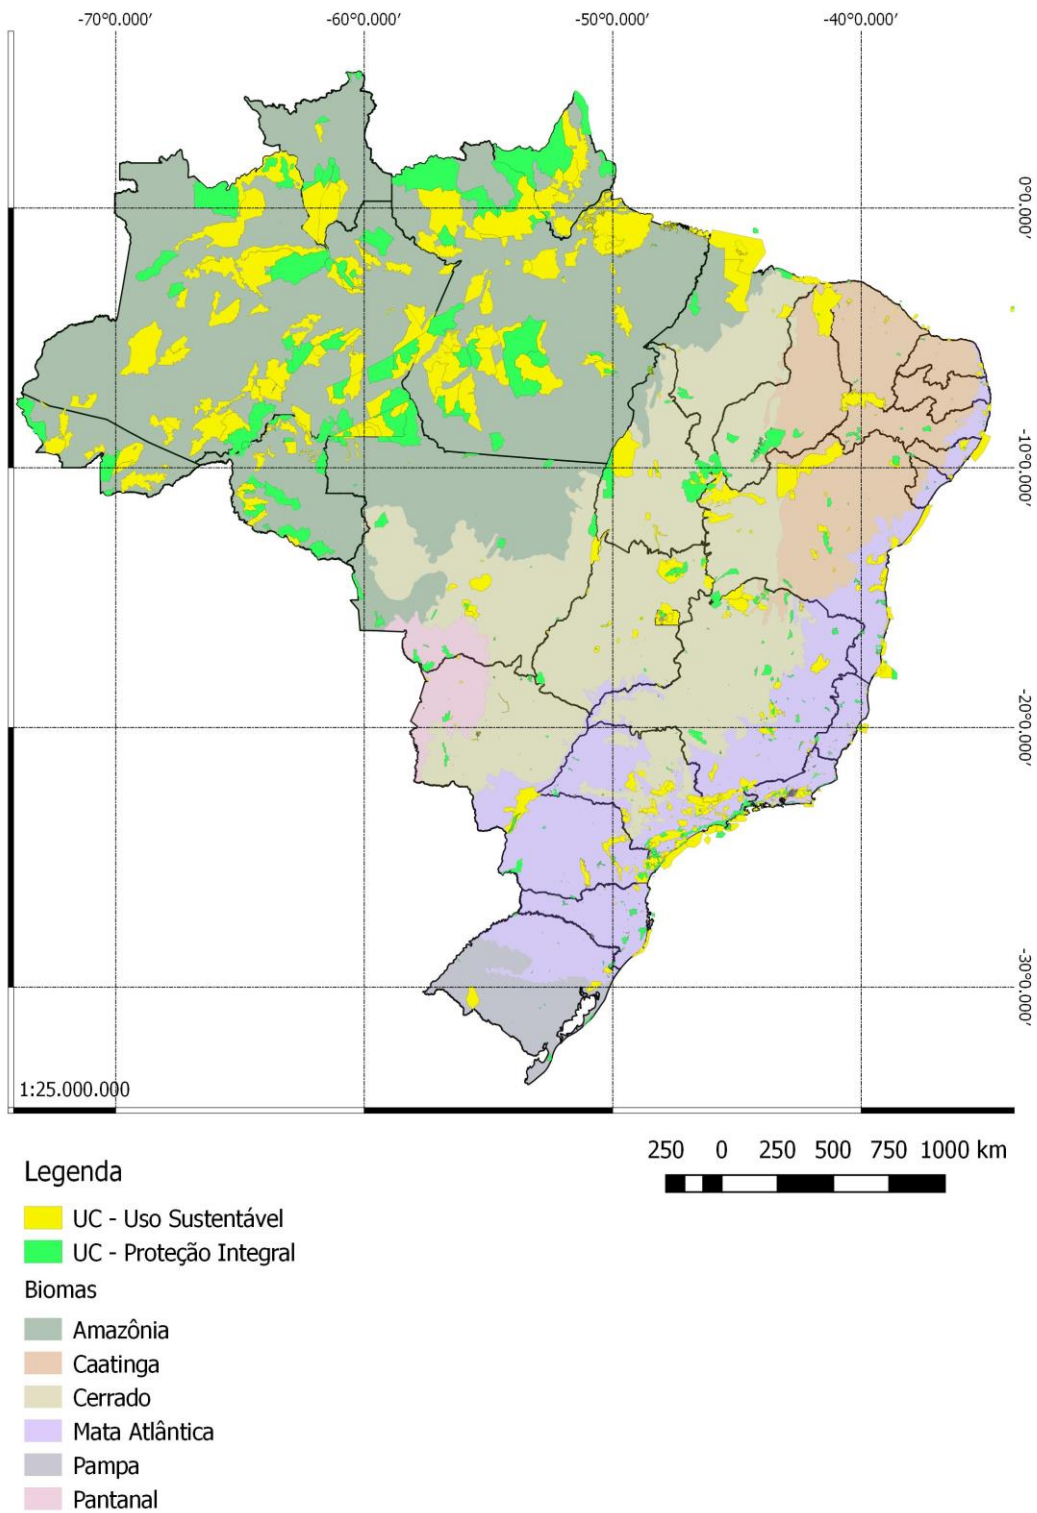 -70°0.000′ -60°0.000′ -50°0.000′ -40°0.000′
0°0.000′
-10°0.000′
-20°0.000′
-30°0.000′
1:25.000.000
250 0 250 500 750 1000 km
Legenda
UC - Uso Sustentável
UC - Proteção Integral
Biomas
Amazônia
Caatinga
Cerrado
Mata Atlântica
Pampa
Pantanal